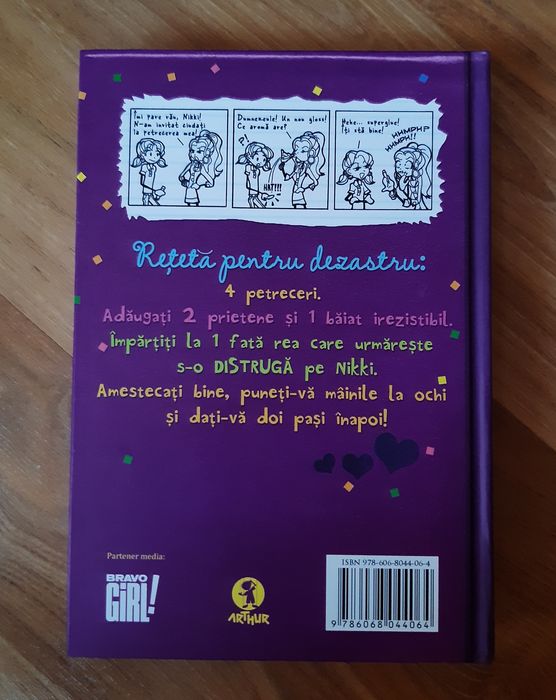 Îmi pare rău, Nikki!
N-am invitat ciudați
la petrecerea mea!
Dumnezeule! Un nou gloss!
Ce aromă are?
?!
HAT!!!
Hehe... superglue!
Îți stă bine!
HMMPHP
HMMPH!!
Rețetă pentru dezastru:
4 petreceri.
Adăugați 2 prietene și 1 băiat irezistibil.
Împărțiți la 1 fată rea care urmărește
s-o DISTRUGĂ pe Nikki.
Amestecați bine, puneți-vă mâinile la ochi
și dați-vă doi pași înapoi!
Partener media:
BRAVO
GiRL!
ARTHUR
ISBN 978-606-8044-06-4
9 786068 044064